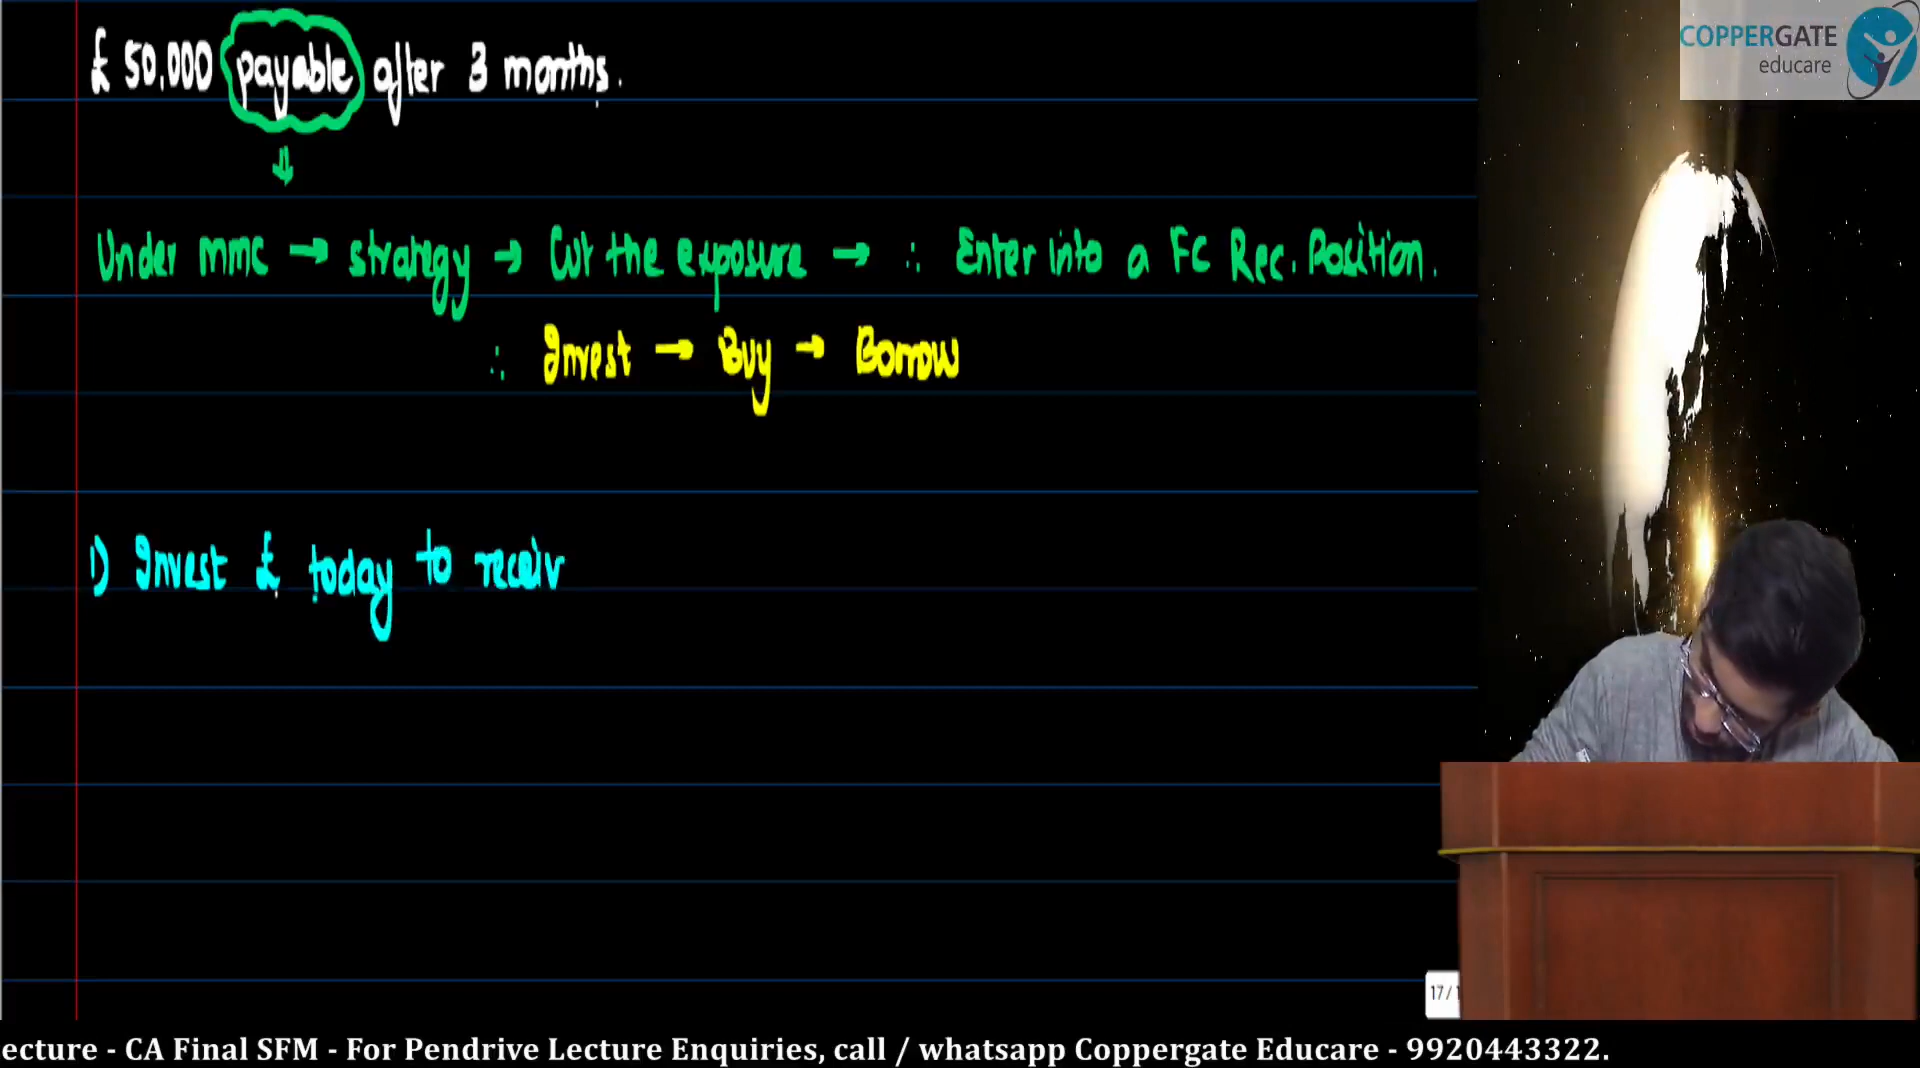 £ 50,000 payable after 3 months.
COPPERGATE
educare
Under mmc → strategy → Cut the exposure → ∴ Enter into a FC Rec. Position.
∴ Invest → Buy → Borrow
1) Invest £ today to receiv
17/1
ecture - CA Final SFM - For Pendrive Lecture Enquiries, call / whatsapp Coppergate Educare - 9920443322.